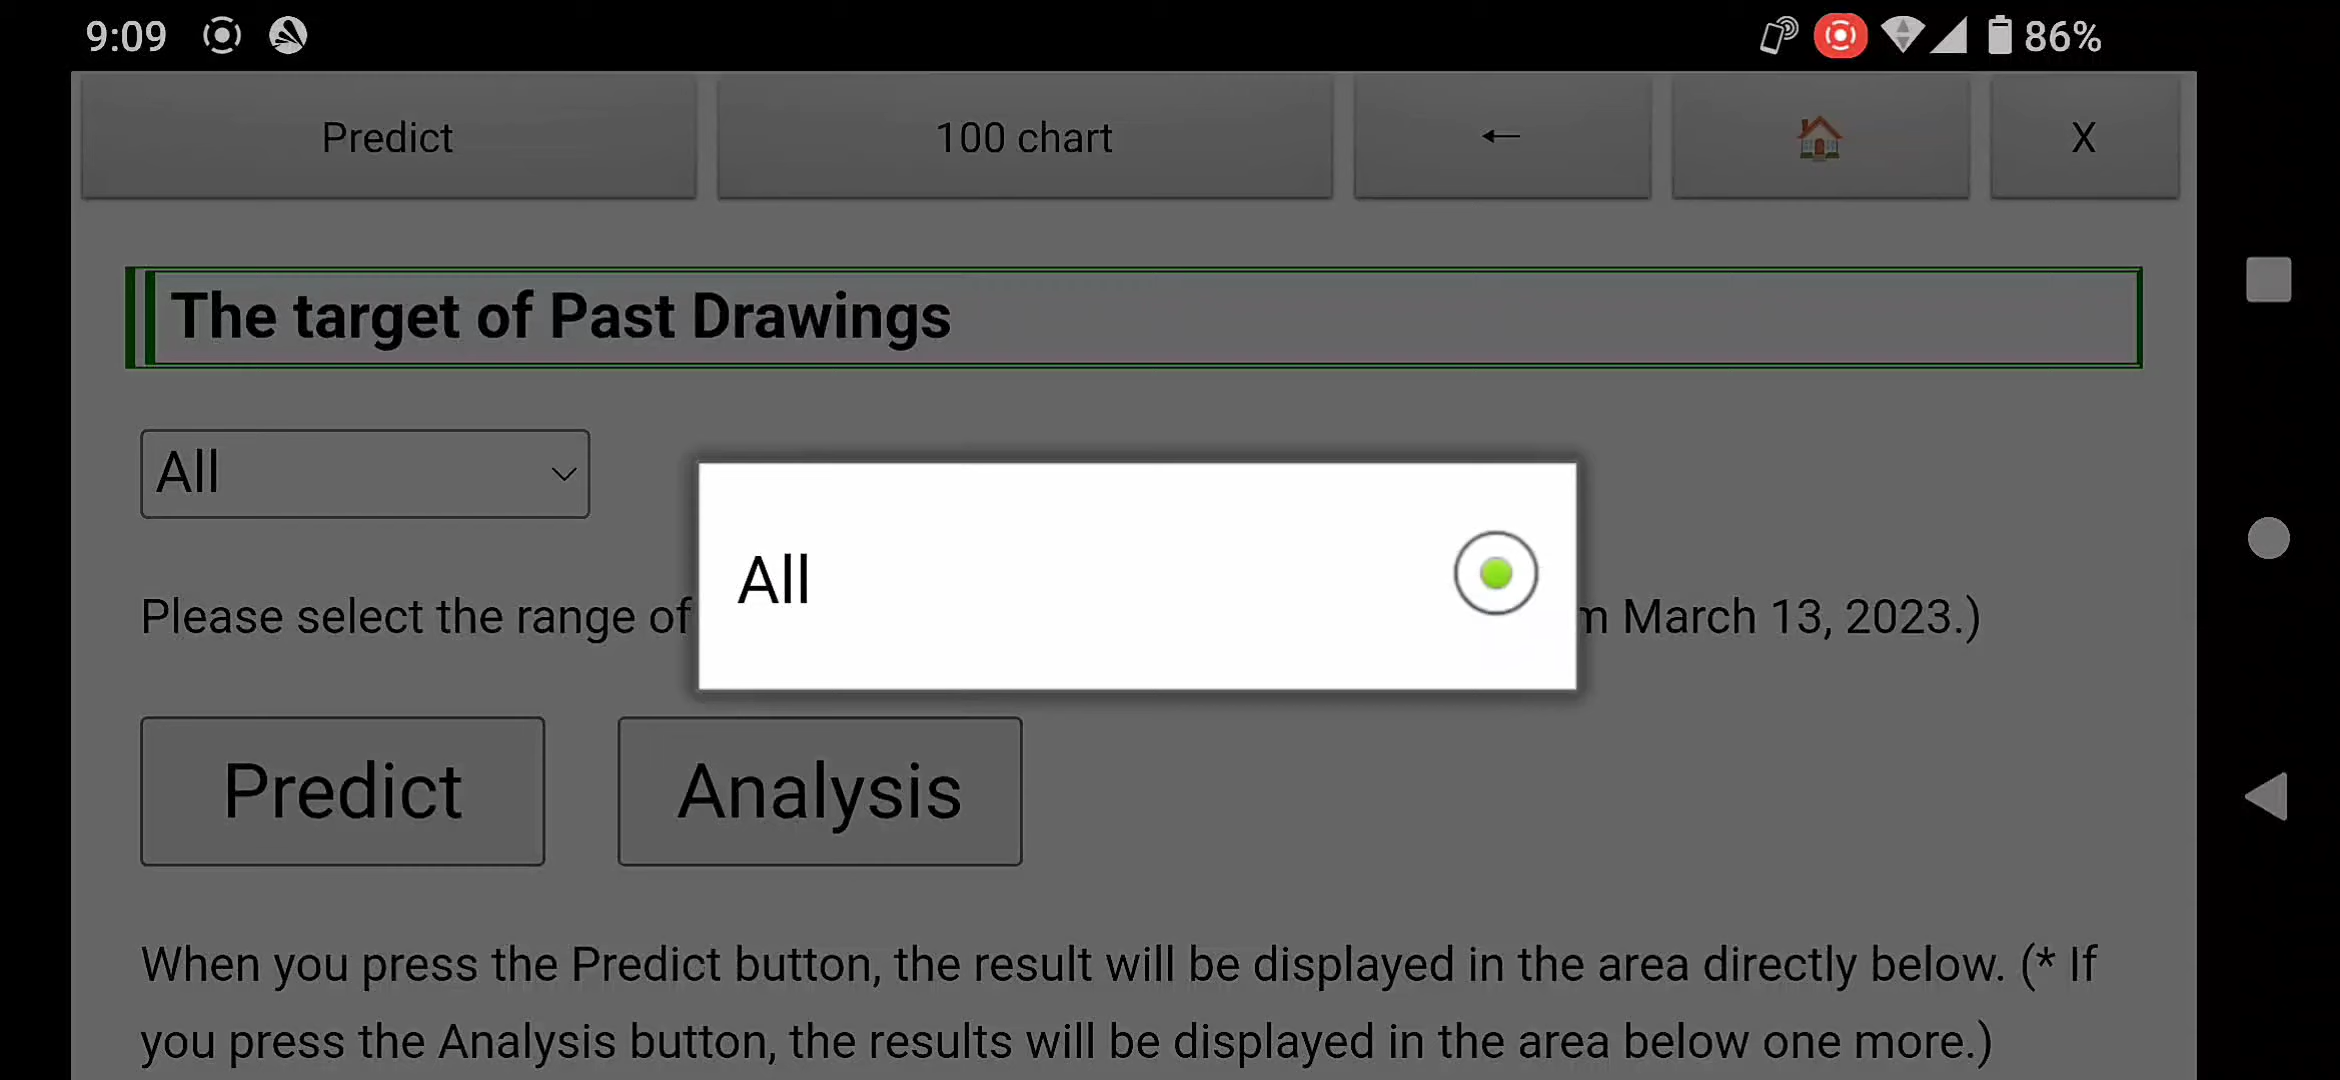 9:09
86%
Predict
100 chart
←
X
The target of Past Drawings
All
All
Please select the range of
March 13, 2023.)
Predict
Analysis
When you press the Predict button, the result will be displayed in the area directly below. (* If
you press the Analysis button, the results will be displayed in the area below one more.)